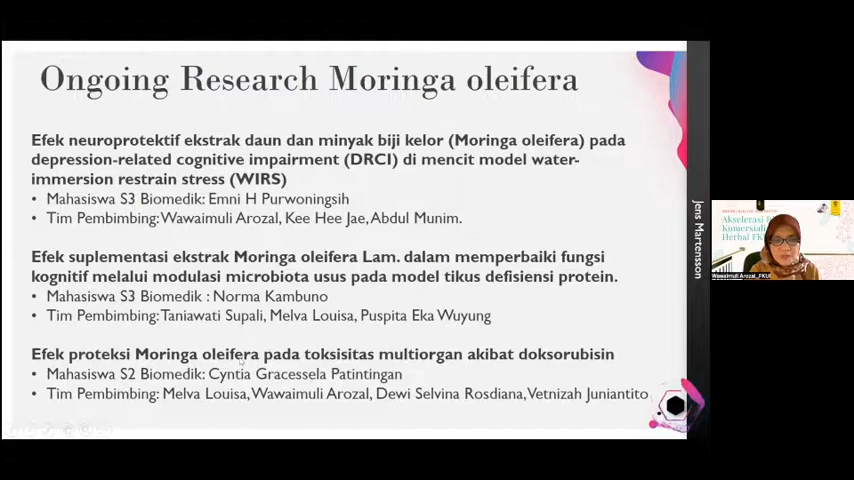 Ongoing Research Moringa oleifera
Efek neuroprotektif ekstrak daun dan minyak biji kelor (Moringa oleifera) pada
depression-related cognitive impairment (DRCI) di mencit model water-
immersion restrain stress (WIRS)
• Mahasiswa S3 Biomedik: Emni H Purwoningsih
• Tim Pembimbing: Wawaimuli Arozal, Kee Hee Jae, Abdul Munim.
Efek suplementasi ekstrak Moringa oleifera Lam. dalam memperbaiki fungsi
kognitif melalui modulasi microbiota usus pada model tikus defisiensi protein.
• Mahasiswa S3 Biomedik : Norma Kambuno
• Tim Pembimbing: Taniawati Supali, Melva Louisa, Puspita Eka Wuyung
Efek proteksi Moringa oleifera pada toksisitas multiorgan akibat doksorubisin
• Mahasiswa S2 Biomedik: Cyntia Gracessela Patintingan
• Tim Pembimbing: Melva Louisa, Wawaimuli Arozal, Dewi Selvina Rosdiana, Vetnizah Juniantito
Jens Martensson
Akselerasi
Komersiali
Herbal FK
Wawaimuli Arozal_FKUI